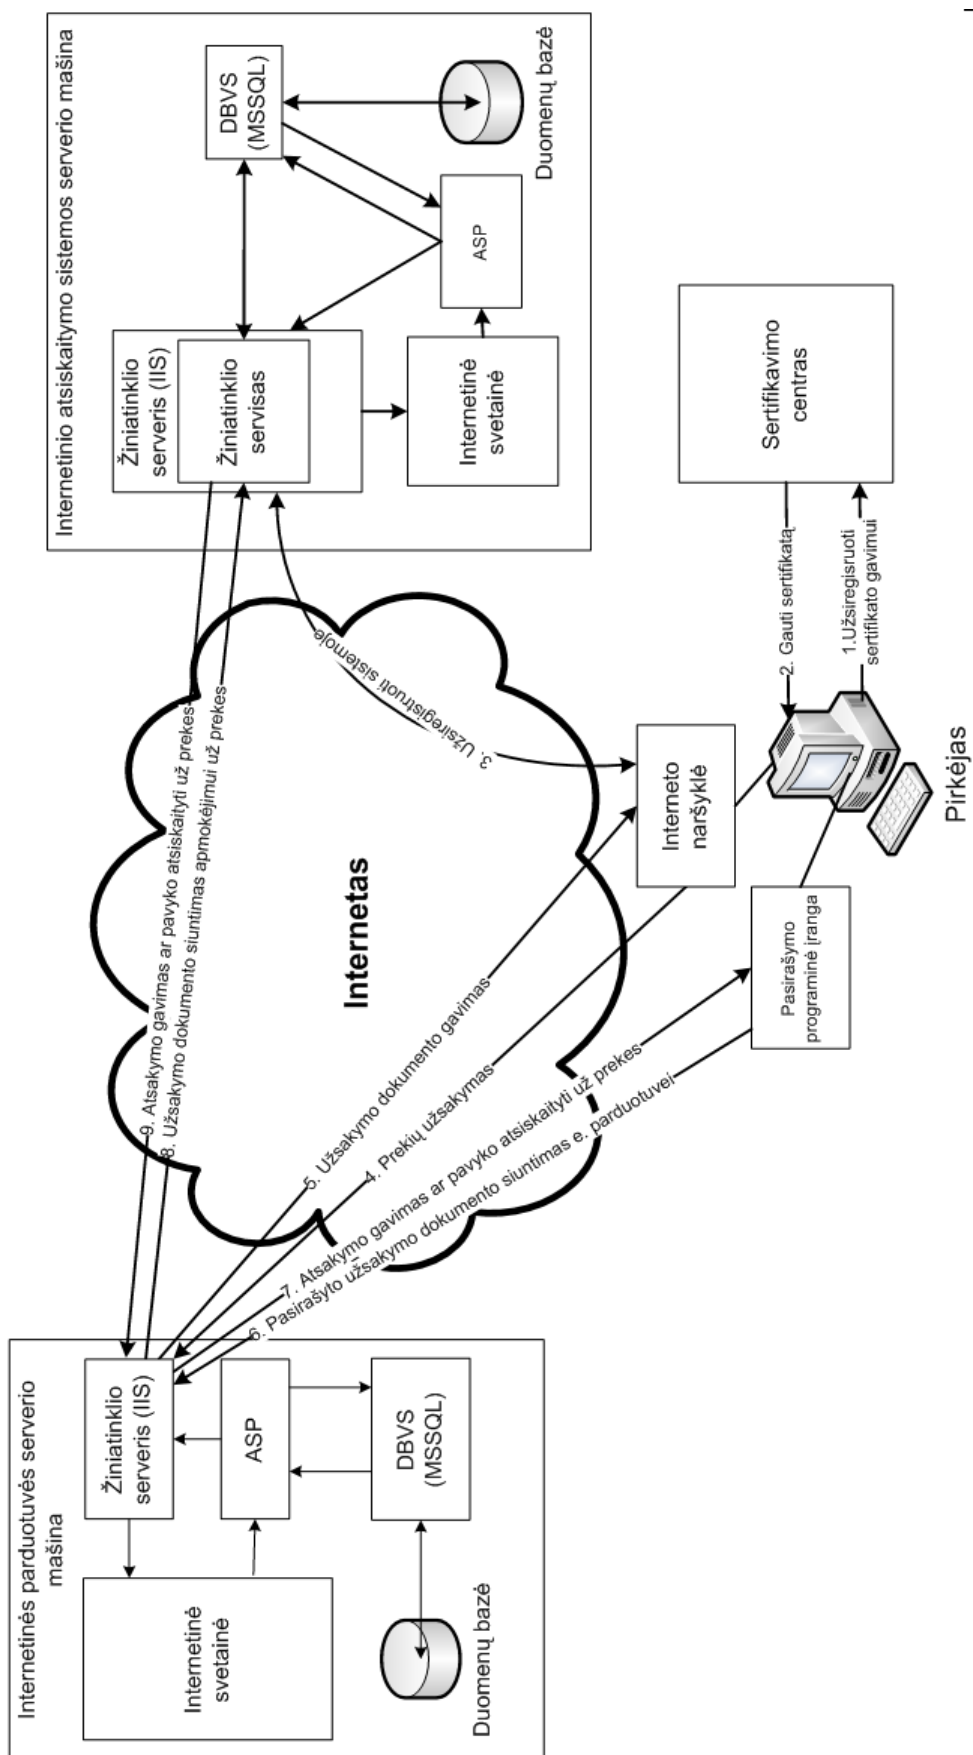 Internetinės parduotuvės serverio
mašina
Žiniatinklio
serveris (IIS)
Internetinė
svetainė
ASP
DBVS
(MSSQL)
Duomenų bazė
Internetas
9. Atsakymo gavimas ar pavyko atsiskaityti už prekes
8. Užsakymo dokumento siuntimas apmokėjimui už prekes
5. Užsakymo dokumento gavimas
4. Prekių užsakymas
7. Atsakymo gavimas ar pavyko atsiskaityti už prekes
6. Pasirašyto užsakymo dokumento siuntimas e. parduotuvei
3. Užsiregistruoti sistemoje
Internetinio atsiskaitymo sistemos serverio mašina
Žiniatinklio
serveris (IIS)
Žiniatinklio
servisas
DBVS
(MSSQL)
Internetinė
svetainė
ASP
Duomenų bazė
Interneto
naršyklė
Pasirašymo
programinė įranga
Pirkėjas
2. Gauti sertifikatą
1.Užsiregisruoti
sertifikato gavimui
Sertifikavimo
centras